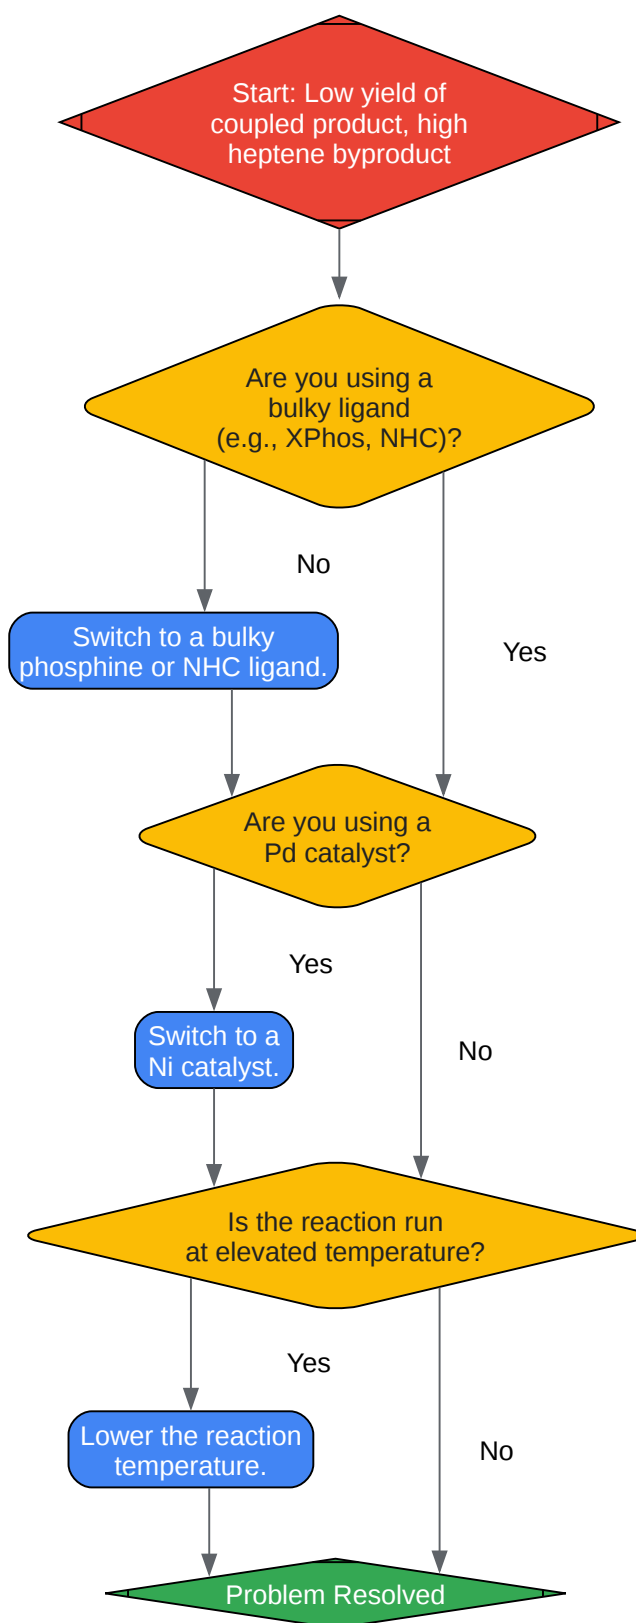 Start: Low yield of
coupled product, high
heptene byproduct
Are you using a
bulky ligand
(e.g., XPhos, NHC)?
No
Switch to a bulky
phosphine or NHC ligand.
Yes
Are you using a
Pd catalyst?
Yes
Switch to a
Ni catalyst.
No
Is the reaction run
at elevated temperature?
Yes
Lower the reaction
temperature.
No
Problem Resolved